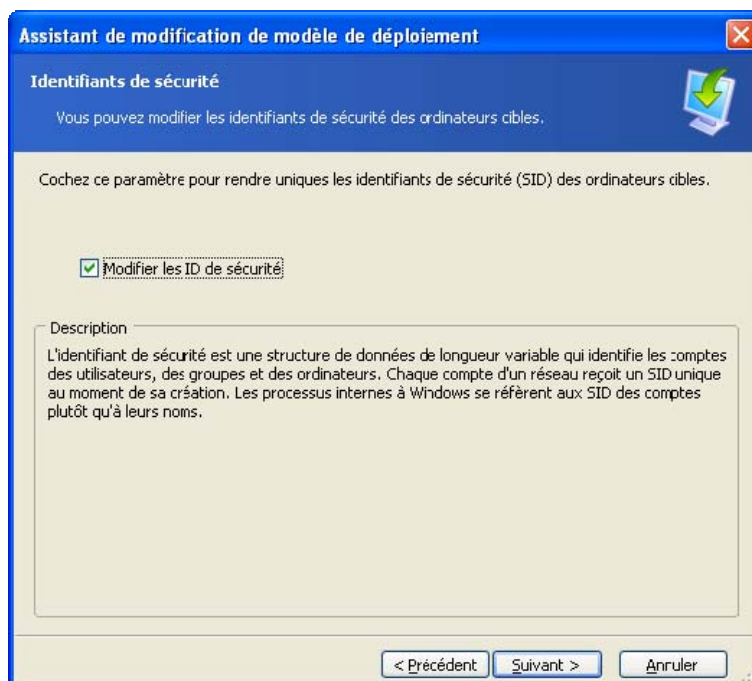 Assistant de modification de modèle de déploiement
Identifiants de sécurité
Vous pouvez modifier les identifiants de sécurité des ordinateurs cibles.
Cochez ce paramètre pour rendre uniques les identifiants de sécurité (SID) des ordinateurs cibles.
Modifier les ID de sécurité
Description
L'identifiant de sécurité est une structure de données de longueur variable qui identifie les comptes
des utilisateurs, des groupes et des ordinateurs. Chaque compte d'un réseau reçoit un SID unique
au moment de sa création. Les processus internes à Windows se réfèrent aux SID des comptes
plutôt qu'à leurs noms.
< Précédent
Suivant >
Annuler